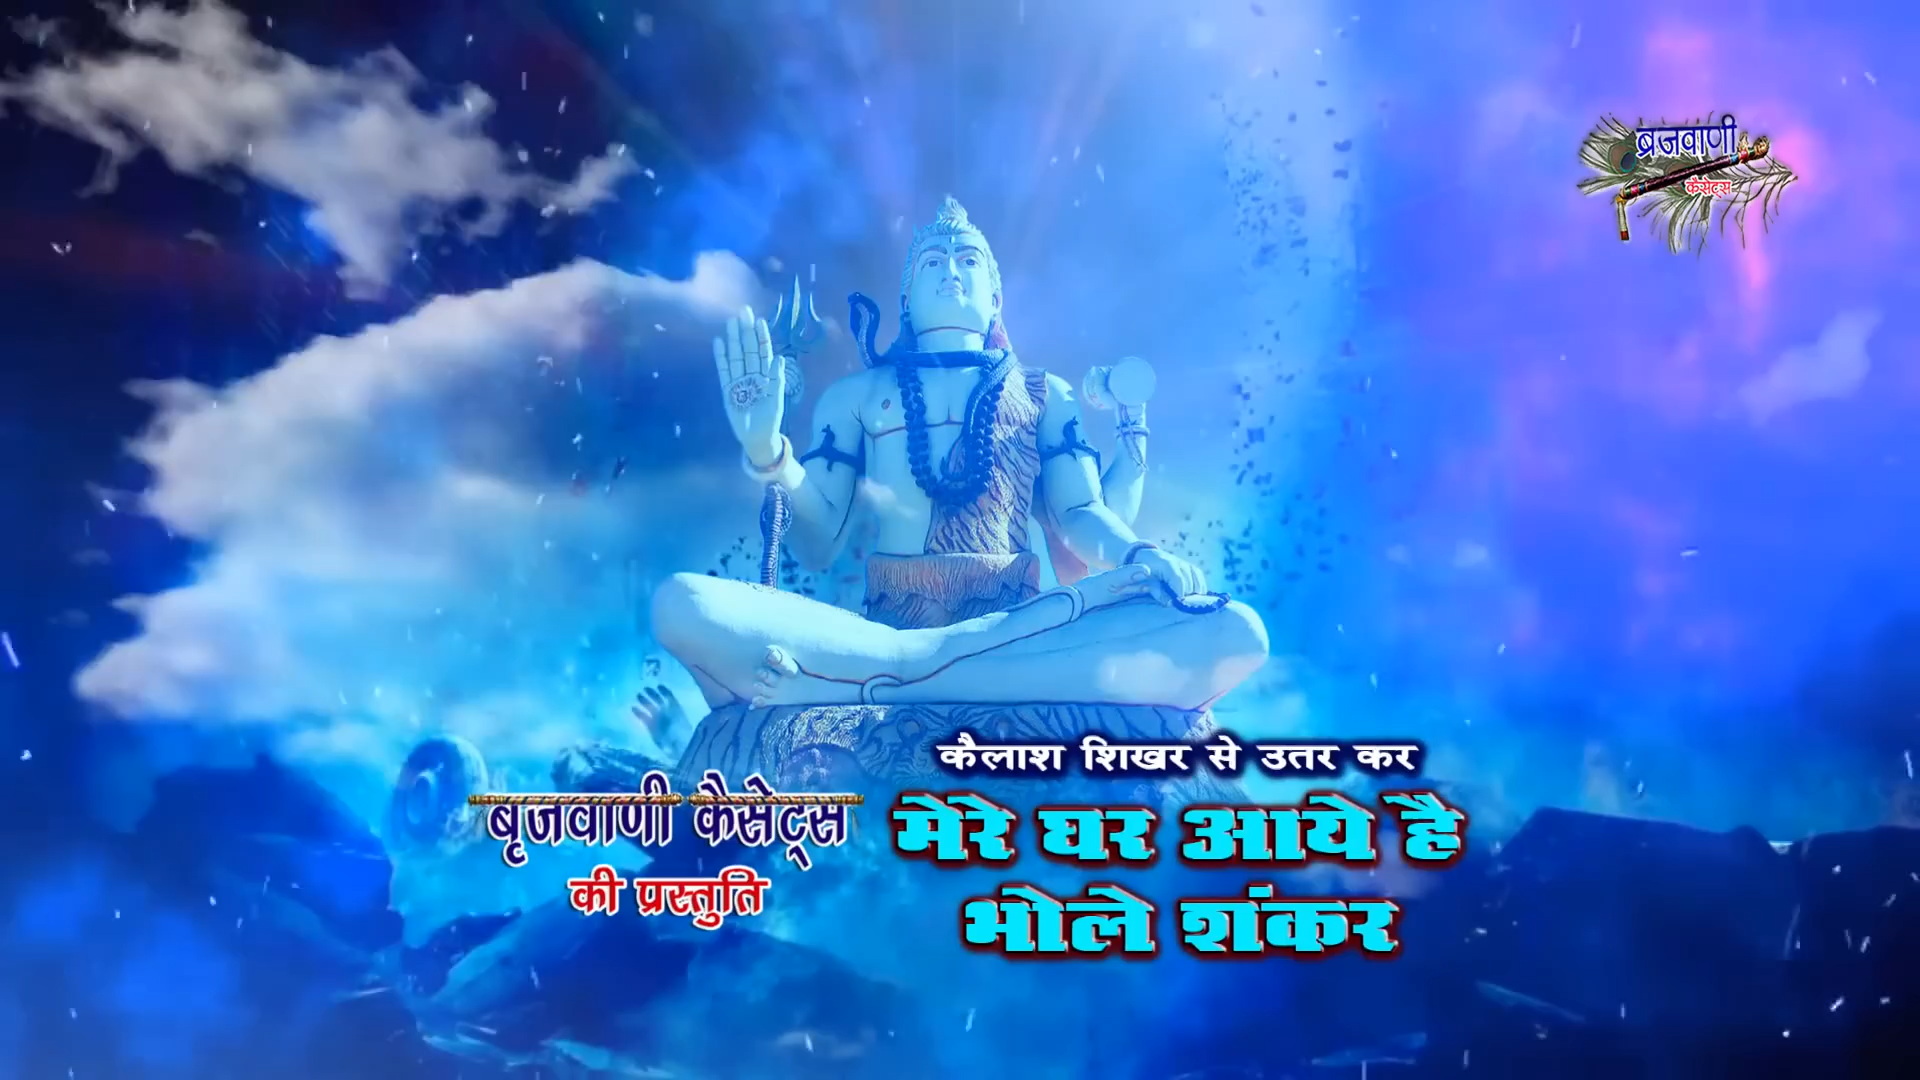 ब्रजवाणी
कैसेट्स
कैलाश शिखर से उतर कर
मेरे घर आये है
भोले शंकर
बृजवाणी कैसेट्स
की प्रस्तुति